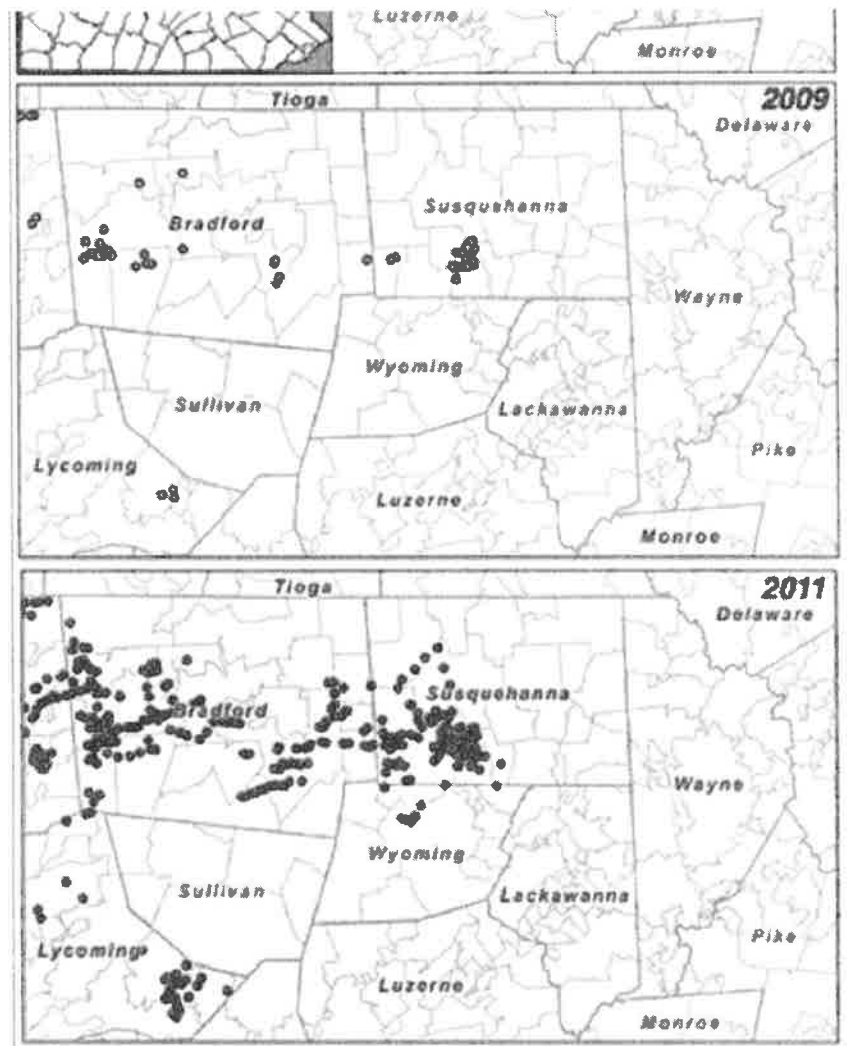 Luzerne
Monroe
Tioga
2009
Delaware
Susquehanna
Bradford
Wayne
Wyoming
Sullivan
Lackawanna
Pike
Lycoming
Luzerne
Monroe
Tioga
2011
Delaware
Susquehanna
Bradford
Wayne
Wyoming
Sullivan
Lackawanna
Pike
Lycoming
Luzerne
Monroe